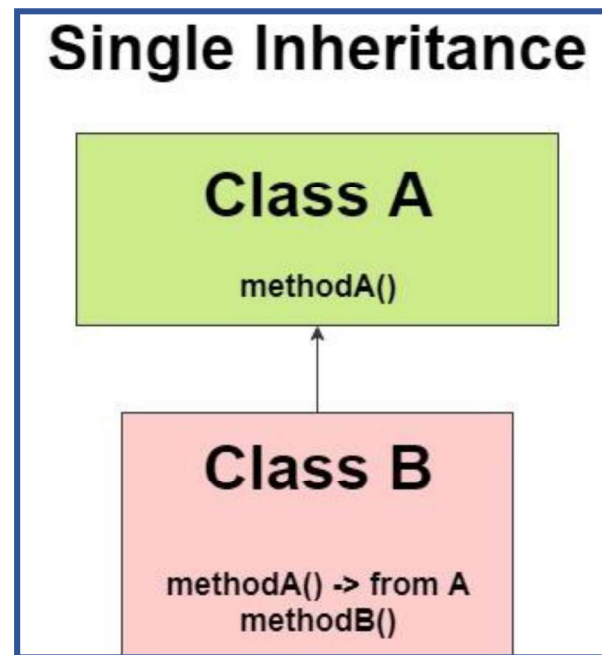 Single Inheritance
Class A
methodA()
Class B
methodA() -> from A
methodB()